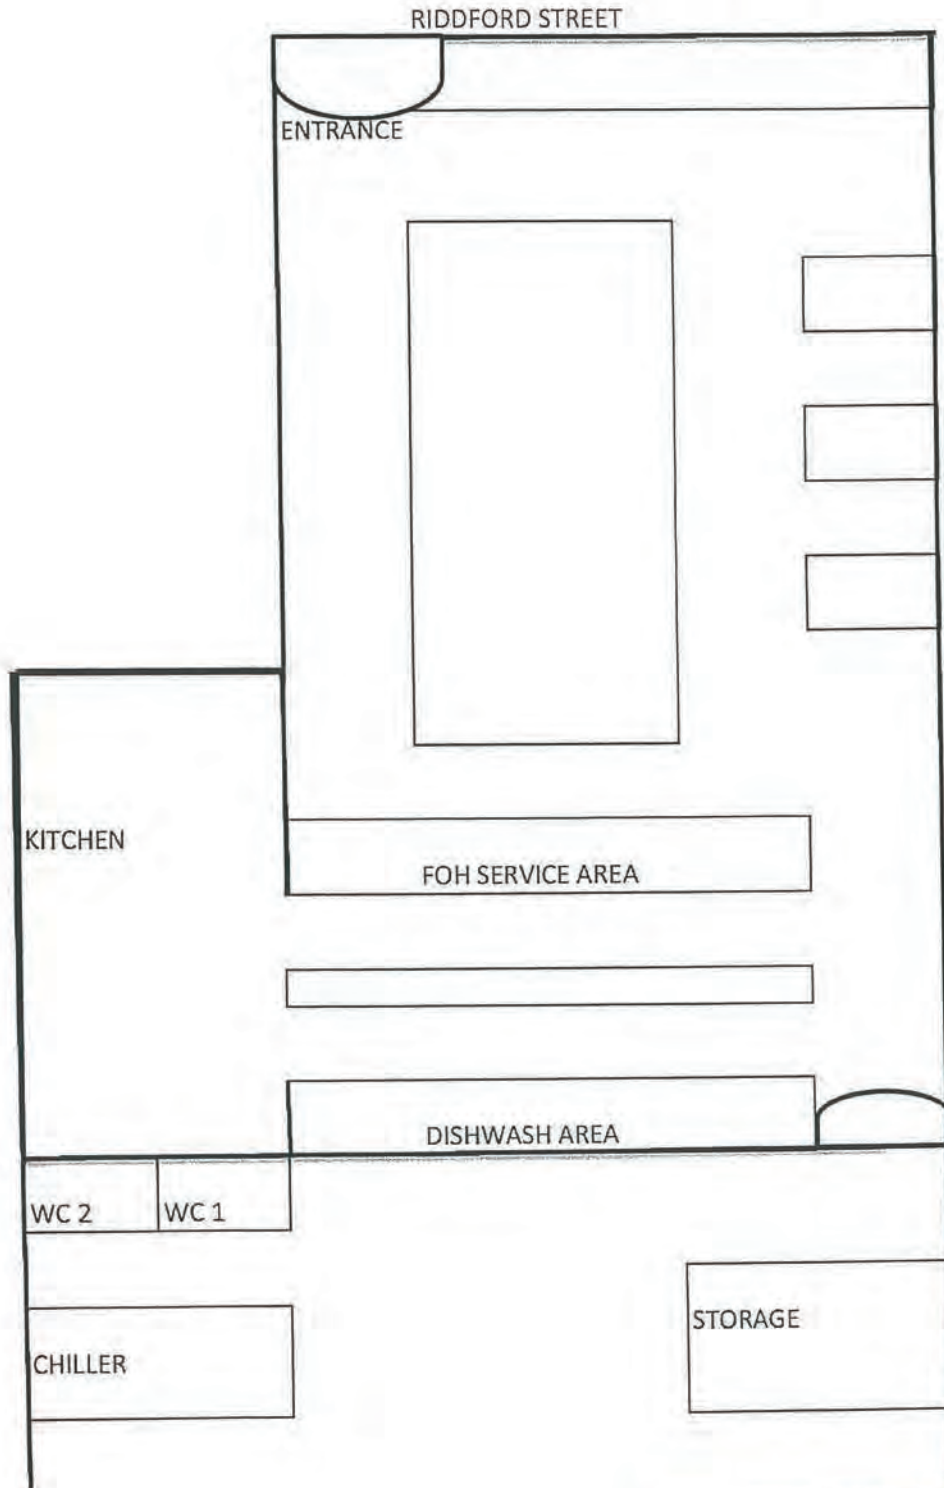 RIDDFORD STREET
ENTRANCE
KITCHEN
FOH SERVICE AREA
DISHWASH AREA
WC 2
WC 1
STORAGE
CHILLER